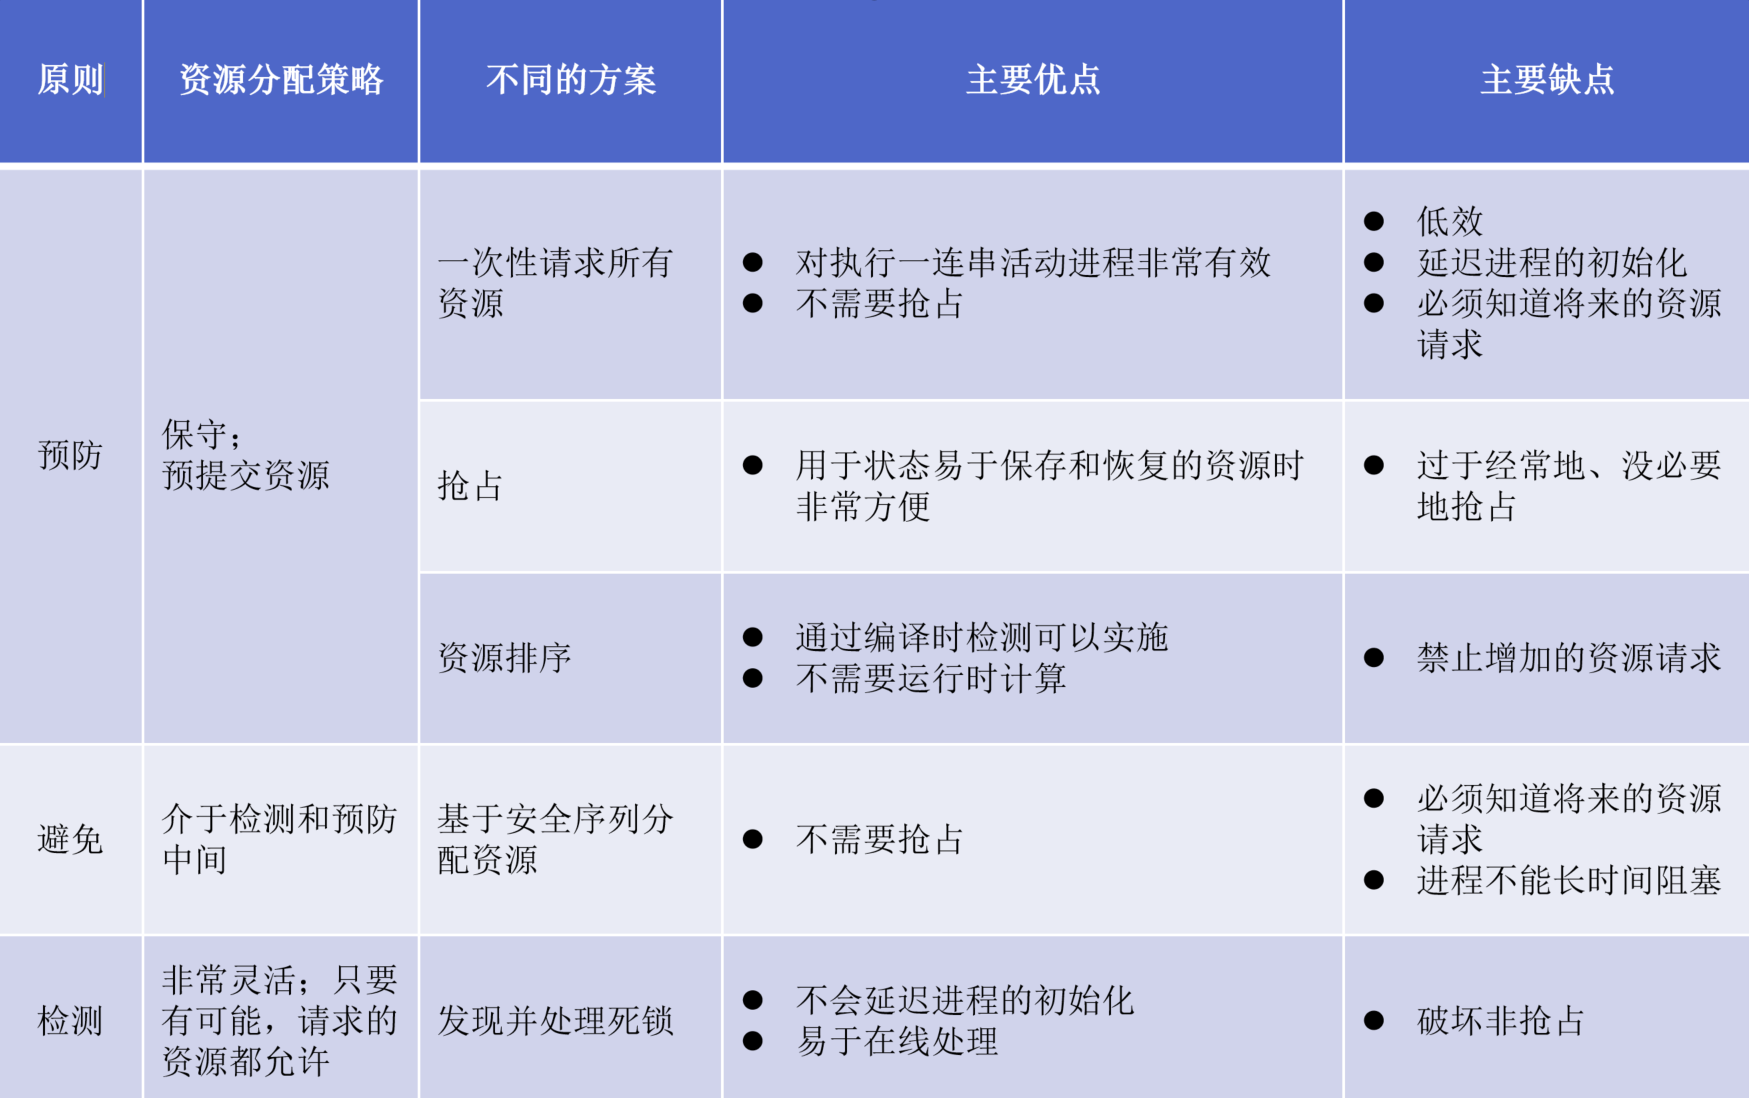 原则
资源分配策略
不同的方案
主要优点
主要缺点
预防
保守；
预提交资源
一次性请求所有
资源
● 对执行一连串活动进程非常有效
● 不需要抢占
● 低效
● 延迟进程的初始化
● 必须知道将来的资源
请求
抢占
● 用于状态易于保存和恢复的资源时
非常方便
● 过于经常地、没必要
地抢占
资源排序
● 通过编译时检测可以实施
● 不需要运行时计算
● 禁止增加的资源请求
避免
介于检测和预防
中间
基于安全序列分
配资源
● 不需要抢占
● 必须知道将来的资源
请求
● 进程不能长时间阻塞
检测
非常灵活；只要
有可能，请求的
资源都允许
发现并处理死锁
● 不会延迟进程的初始化
● 易于在线处理
● 破坏非抢占